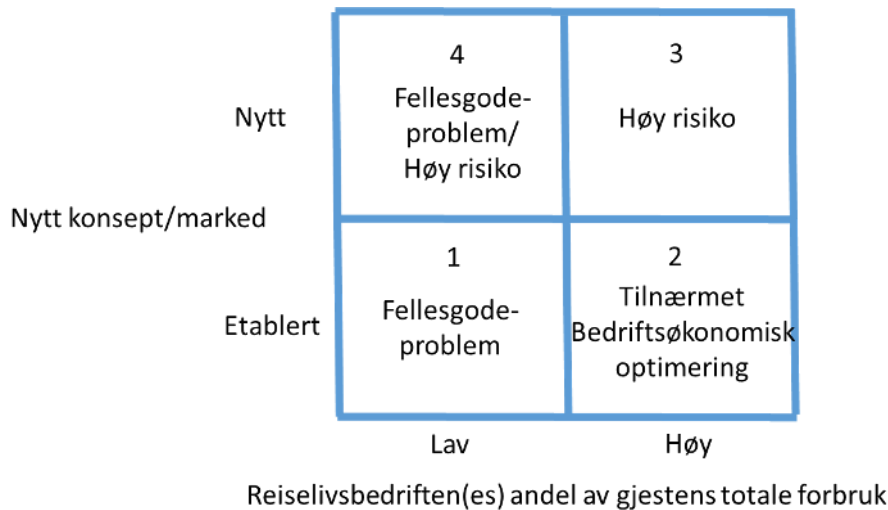 4
Fellesgode-
problem/
Høy risiko
3
Høy risiko
Nytt
Nytt konsept/marked
1
Fellesgode-
problem
2
Tilnærmet
Bedriftsøkonomisk
optimering
Etablert
Lav
Høy
Reiselivsbedriften(es) andel av gjestens totale forbruk